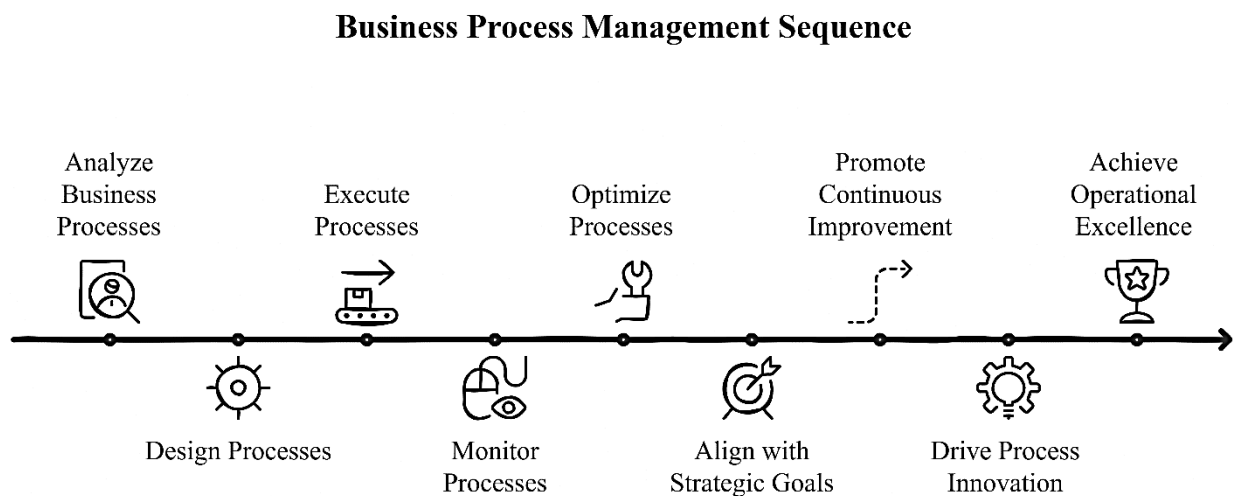 Business Process Management Sequence
Analyze
Business
Processes
Design Processes
Execute
Processes
Monitor
Processes
Optimize
Processes
Align with
Strategic Goals
Promote
Continuous
Improvement
Drive Process
Innovation
Achieve
Operational
Excellence